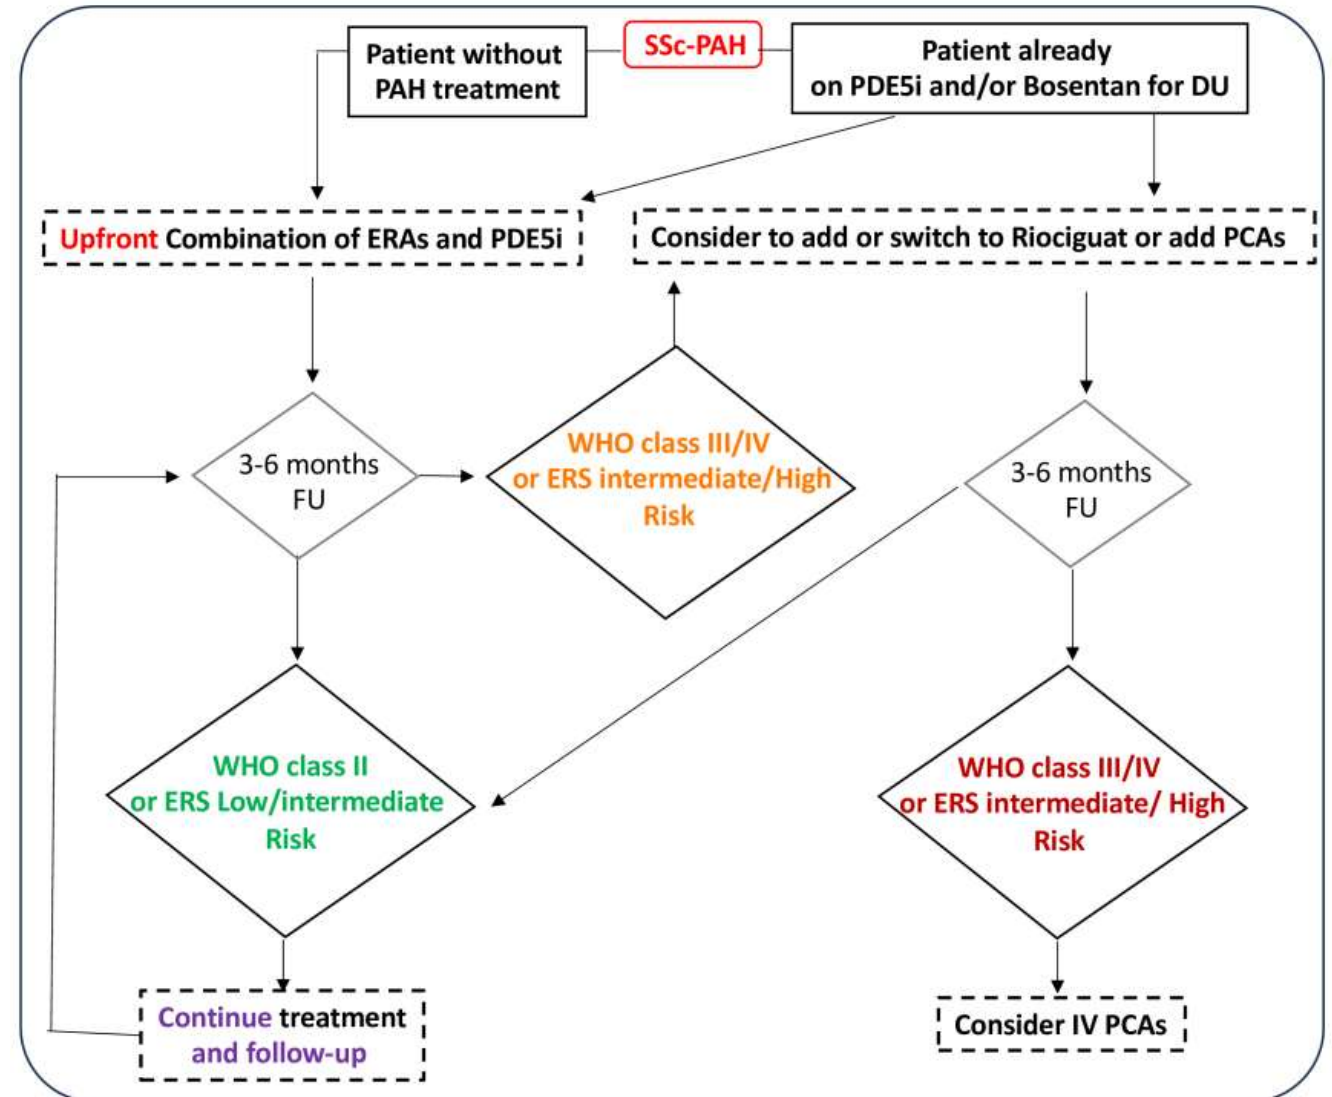 SSc-PAH
Patient without
PAH treatment
Patient already
on PDE5i and/or Bosentan for DU
Upfront Combination of ERAs and PDE5i
Consider to add or switch to Riociguat or add PCAs
3-6 months
FU
WHO class III/IV
or ERS intermediate/High
Risk
3-6 months
FU
WHO class II
or ERS Low/intermediate
Risk
WHO class III/IV
or ERS intermediate/ High
Risk
Continue treatment
and follow-up
Consider IV PCAs